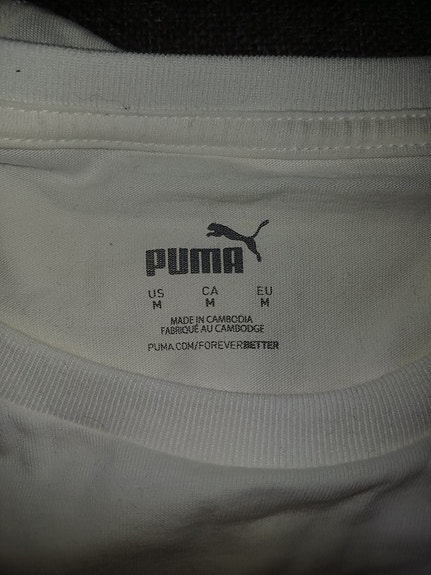 PUMA
US CA EU
M M M
MADE IN CAMBODIA
FABRIQUÉ AU CAMBODGE
PUMA.COM/FOREVERBETTER